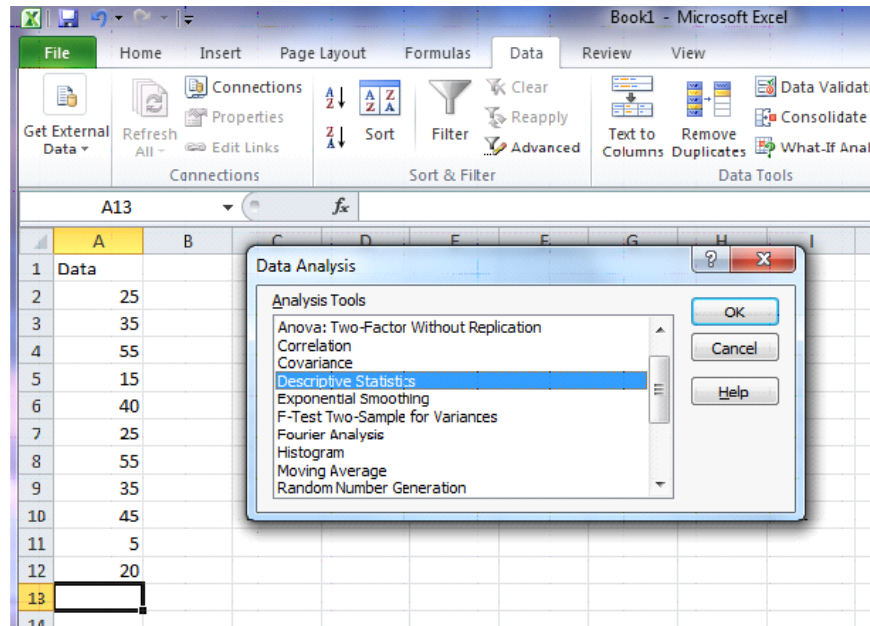 Book1 - Microsoft Excel
File Home Insert Page Layout Formulas Data Review View
Get External Data
Refresh All
Connections
Properties
Edit Links
Connections
Sort
Filter
Clear
Reapply
Advanced
Sort & Filter
Text to Columns
Remove Duplicates
Data Validati
Consolidate
What-If Anal
Data Tools
A13 fx
A B C D E F G H I
1 Data
2 25
3 35
4 55
5 15
6 40
7 25
8 55
9 35
10 45
11 5
12 20
13
14
Data Analysis
Analysis Tools
Anova: Two-Factor Without Replication
Correlation
Covariance
Descriptive Statistics
Exponential Smoothing
F-Test Two-Sample for Variances
Fourier Analysis
Histogram
Moving Average
Random Number Generation
OK
Cancel
Help